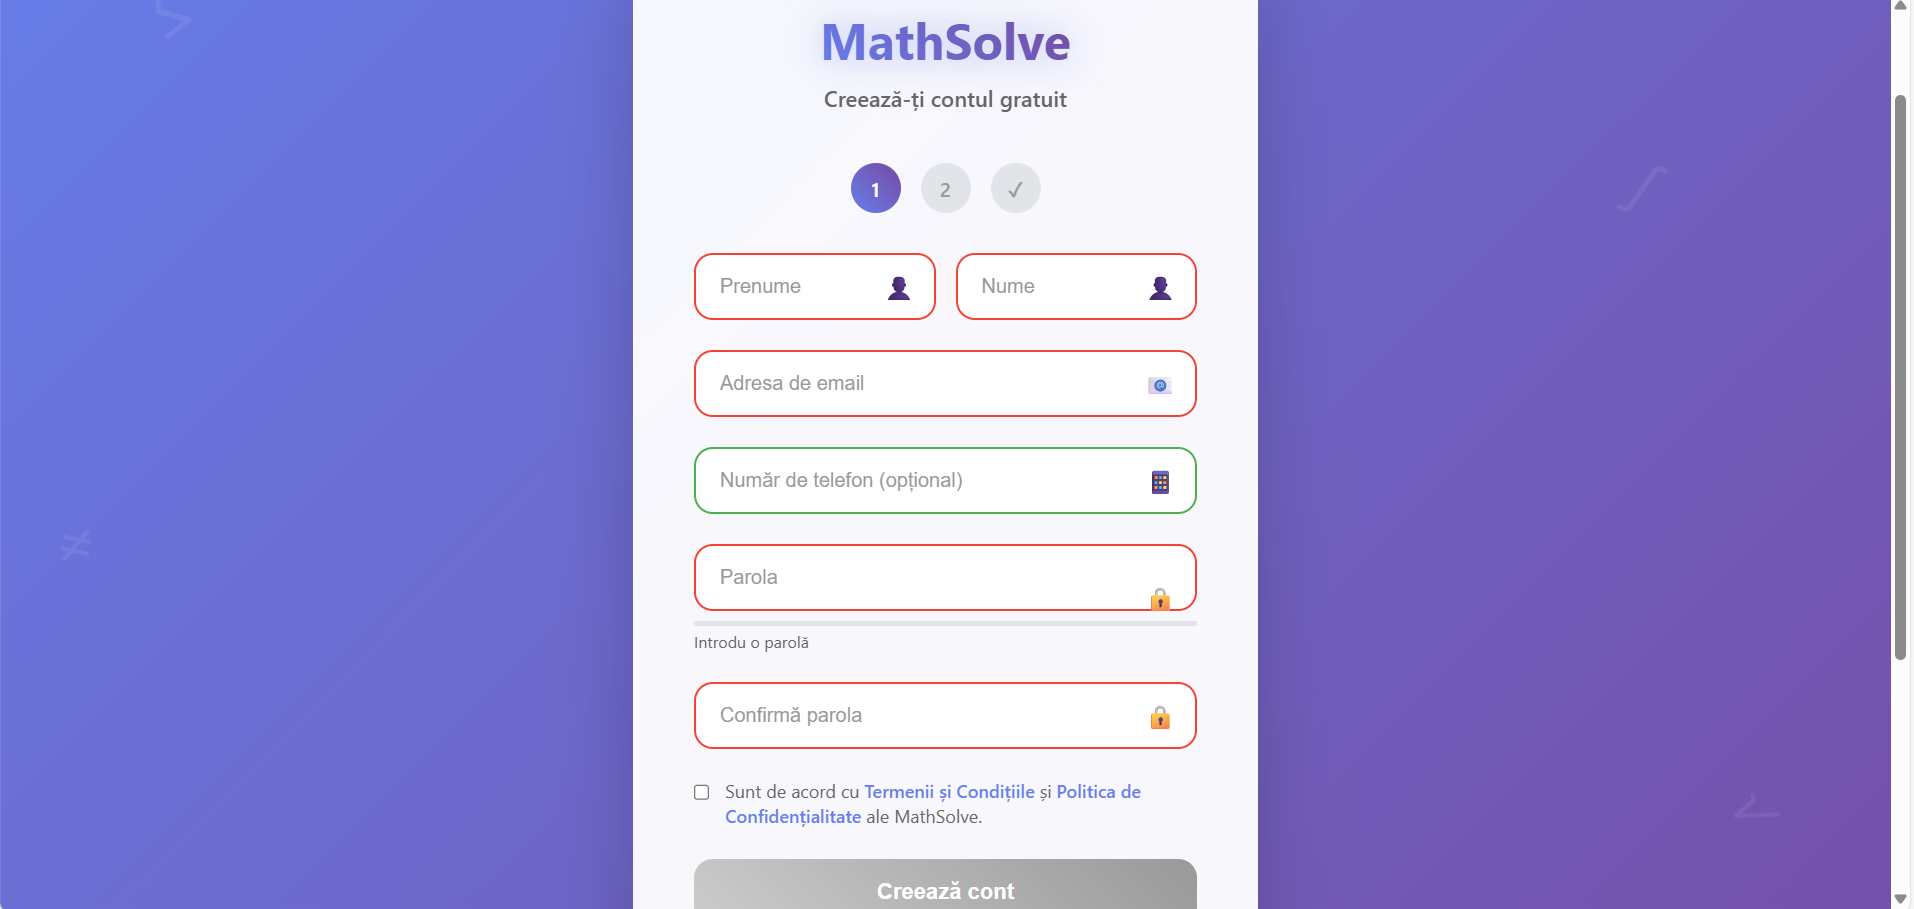 MathSolve
Creează-ți contul gratuit
1 2 ✓
Prenume
Nume
Adresa de email
Număr de telefon (opțional)
Parola
Introdu o parolă
Confirmă parola
Sunt de acord cu Termenii și Condițiile și Politica de
Confidențialitate ale MathSolve.
Creează cont